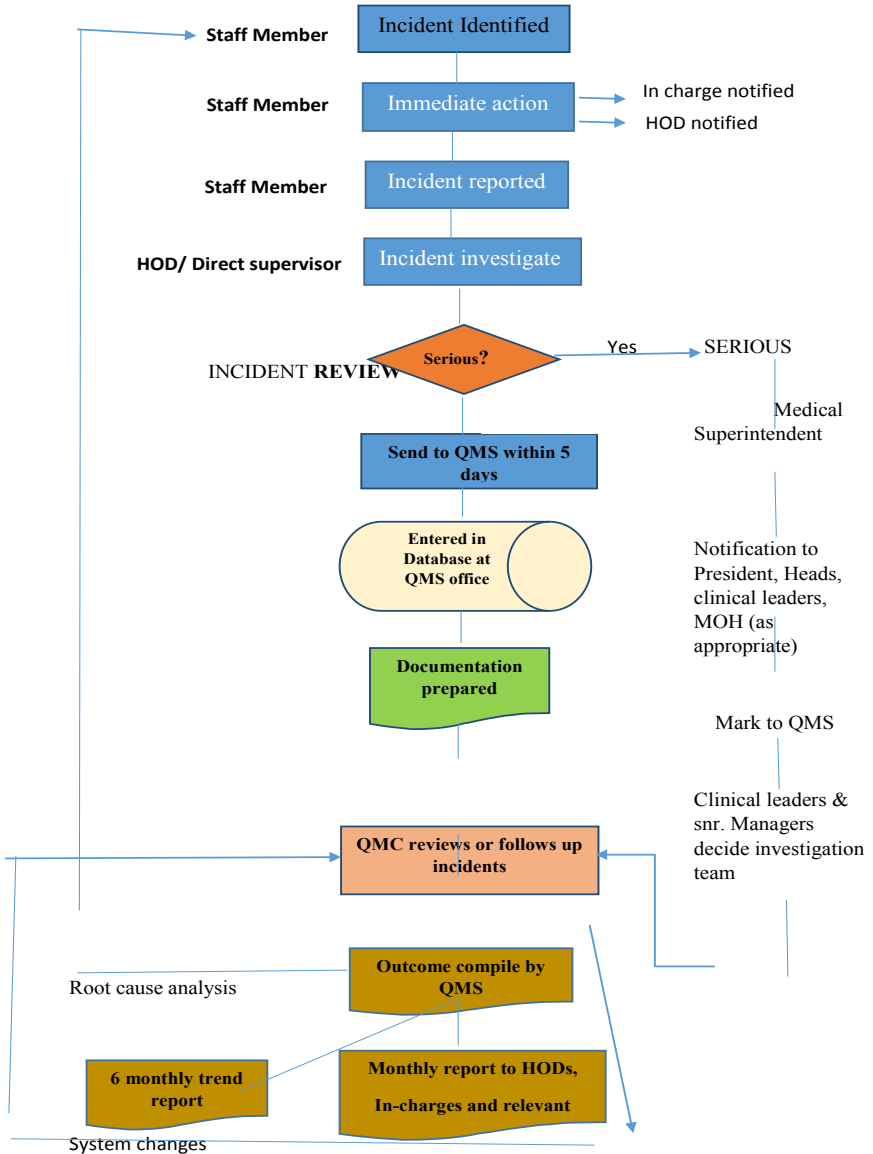 Staff Member
Incident Identified
Staff Member
Immediate action
In charge notified
HOD notified
Staff Member
Incident reported
HOD/ Direct supervisor
Incident investigate
Serious?
Yes
SERIOUS
INCIDENT REVIEW
Medical
Superintendent
Send to QMS within 5
days
Entered in
Database at
QMS office
Notification to
President, Heads,
clinical leaders,
MOH (as
appropriate)
Documentation
prepared
Mark to QMS
Clinical leaders &
snr. Managers
decide investigation
team
QMC reviews or follows up
incidents
Outcome compile by
QMS
Root cause analysis
6 monthly trend
report
Monthly report to HODs,
In-charges and relevant
System changes